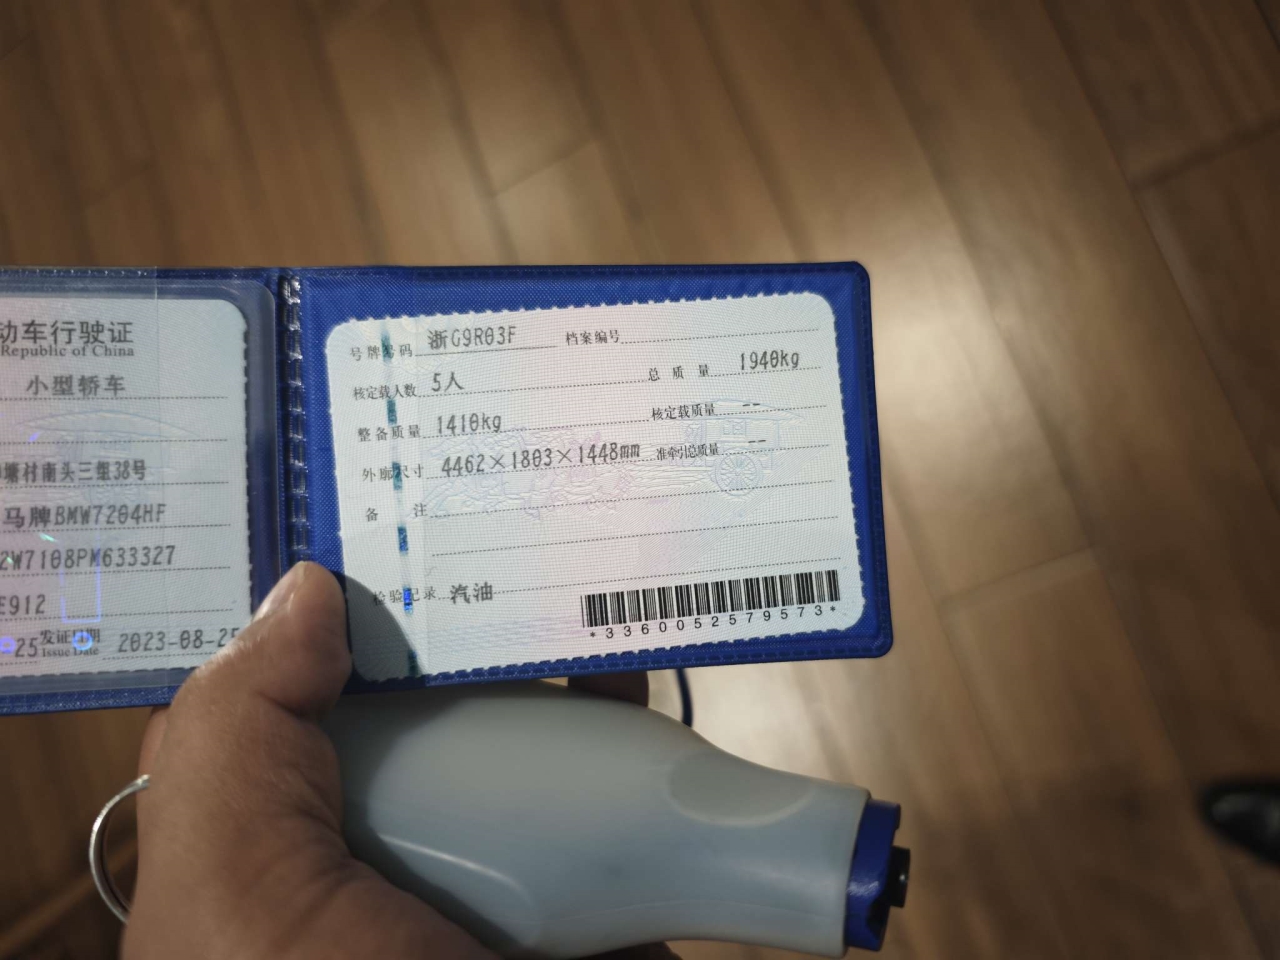 动车行驶证
Republic of China
小型轿车
塘村南头三组38号
马牌BMW7204HF
2W7108PM633327
E912
25 发证日期 Issue Date 2023-08-25
号牌号码 浙G9R03F 档案编号
核定载人数 5人 总质量 1940kg
整备质量 1410kg 核定载质量 --
外廓尺寸 4462×1803×1448mm 准牵引总质量 --
备注
检验记录 汽油
*3360052579573*